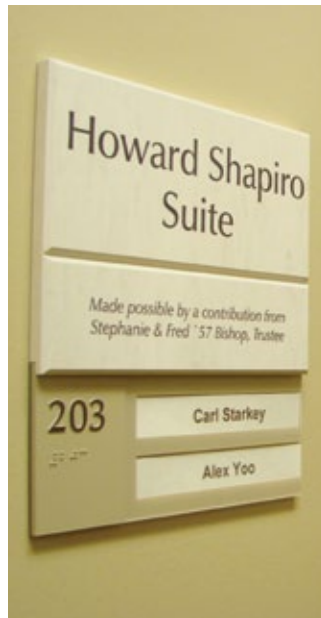 Howard Shapiro
Suite
Made possible by a contribution from
Stephanie & Fred ´57 Bishop, Trustee
203
Carl Starkey
Alex Yoo